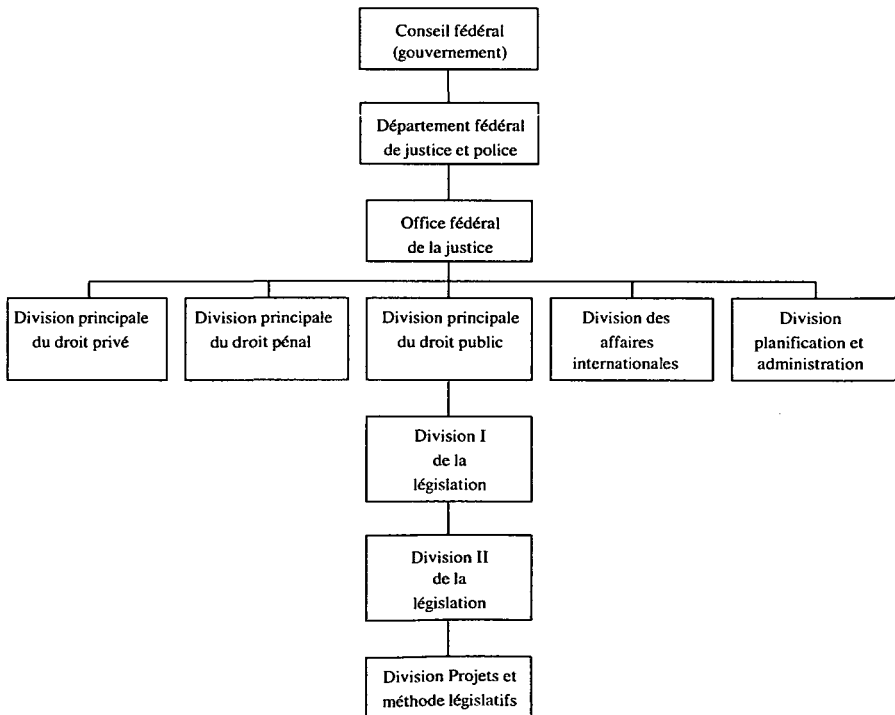 Conseil fédéral
(gouvernement)
Département fédéral
de justice et police
Office fédéral
de la justice
Division principale
du droit privé
Division principale
du droit pénal
Division principale
du droit public
Division des
affaires
internationales
Division
planification et
administration
Division I
de la
législation
Division II
de la
législation
Division Projets et
méthode législatifs